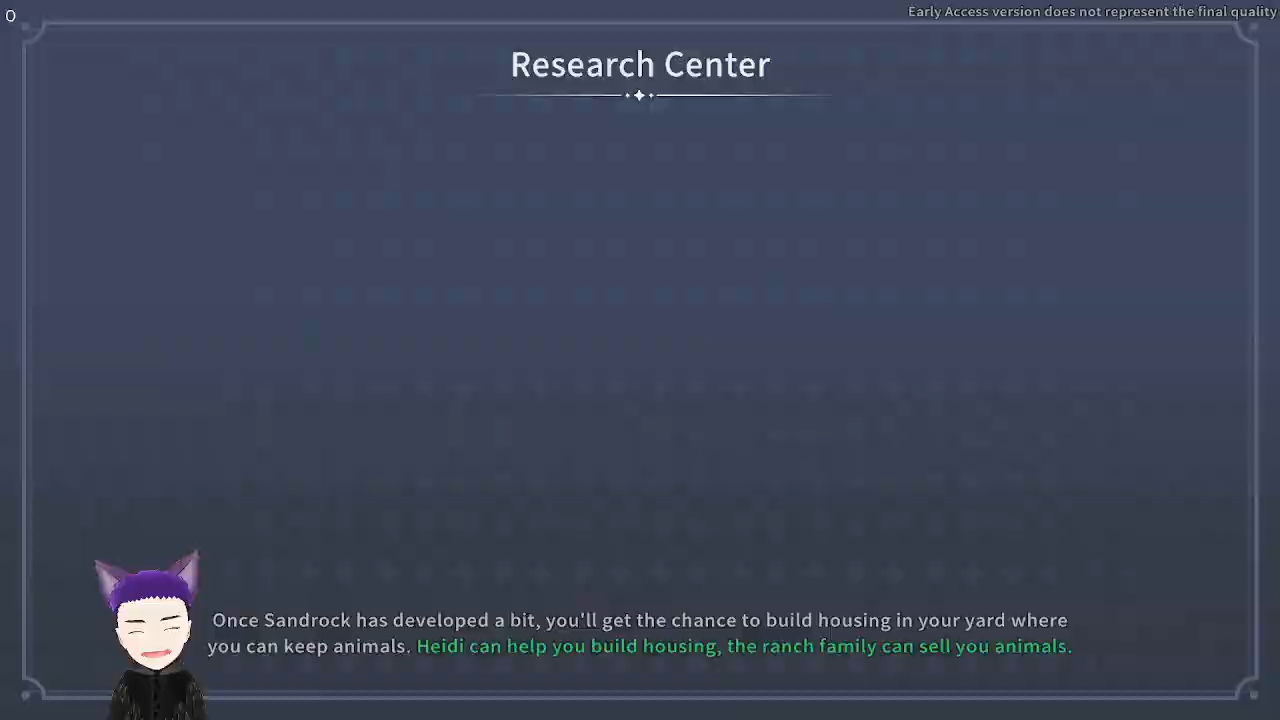 O
Early Access version does not represent the final quality
Research Center
Once Sandrock has developed a bit, you'll get the chance to build housing in your yard where
you can keep animals. Heidi can help you build housing, the ranch family can sell you animals.